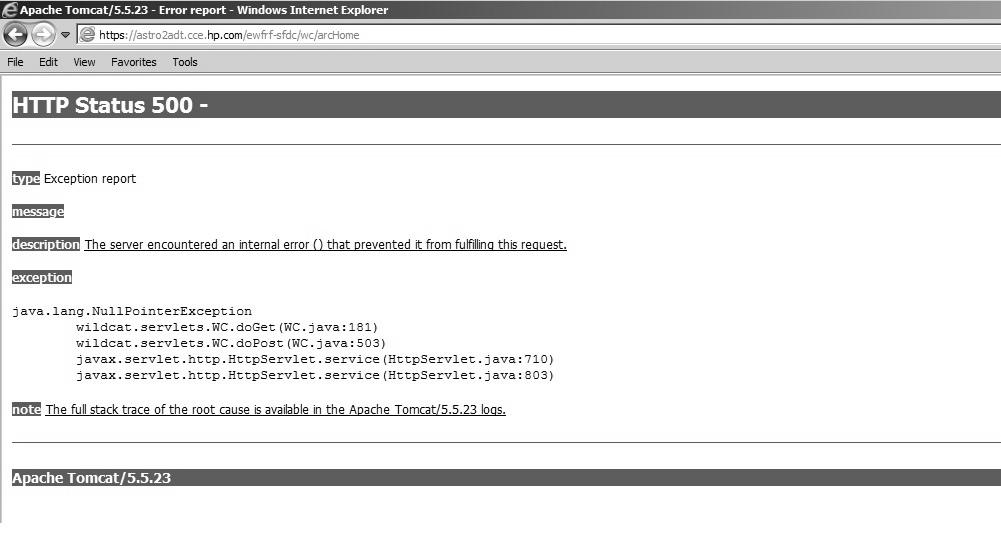 Apache Tomcat/5.5.23 - Error report - Windows Internet Explorer
https://astro2adt.cce.hp.com/ewfrf-sfdc/wc/arcHome
File Edit View Favorites Tools
HTTP Status 500 -
type Exception report
message
description The server encountered an internal error () that prevented it from fulfilling this request.
exception
java.lang.NullPointerException
wildcat.servlets.WC.doGet(WC.java:181)
wildcat.servlets.WC.doPost(WC.java:503)
javax.servlet.http.HttpServlet.service(HttpServlet.java:710)
javax.servlet.http.HttpServlet.service(HttpServlet.java:803)
note The full stack trace of the root cause is available in the Apache Tomcat/5.5.23 logs.
Apache Tomcat/5.5.23